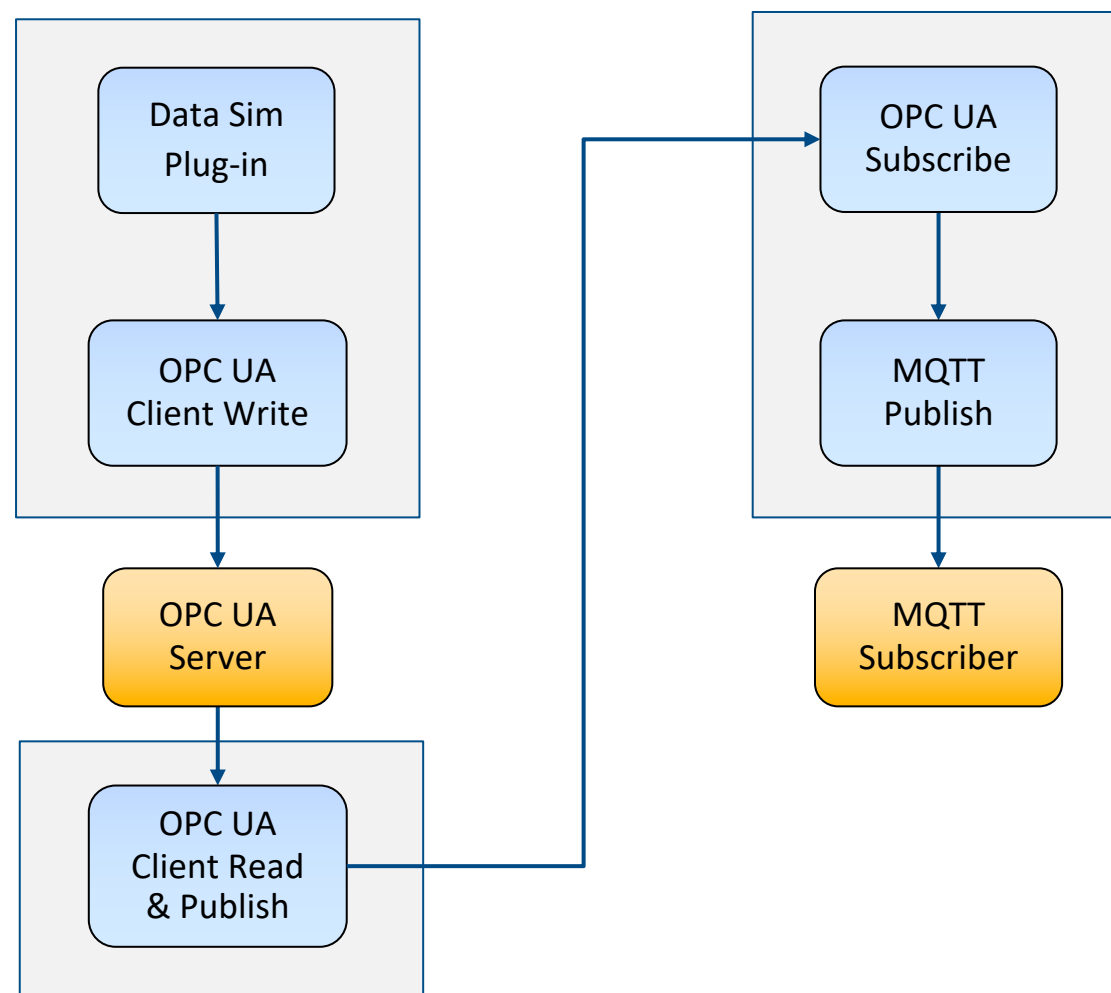 Data Sim
Plug-in
OPC UA
Client Write
OPC UA
Server
OPC UA
Client Read
& Publish
OPC UA
Subscribe
MQTT
Publish
MQTT
Subscriber